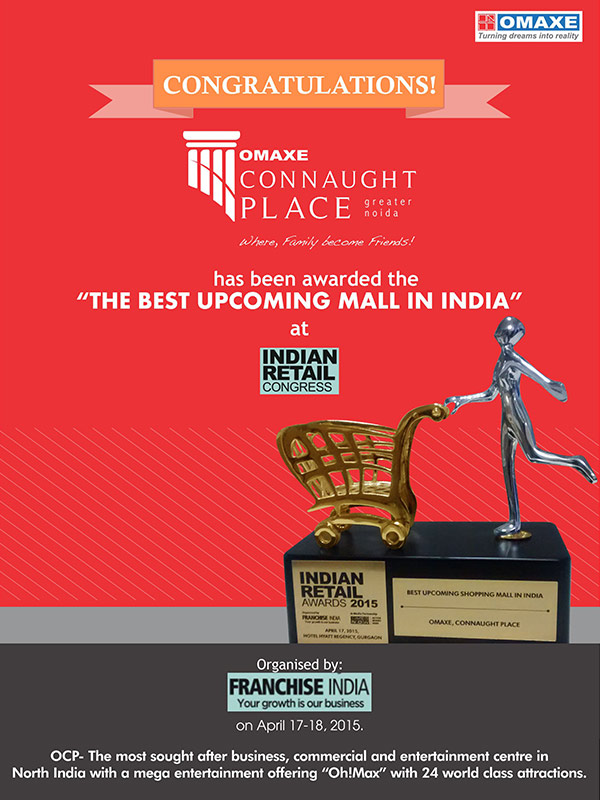 OMAXE
Turning dreams into reality
CONGRATULATIONS!
OMAXE
CONNAUGHT
PLACE greater noida
Where, Family become Friends!
has been awarded the
“THE BEST UPCOMING MALL IN INDIA”
at
INDIAN
RETAIL
CONGRESS
INDIAN
RETAIL
AWARDS 2015
FRANCHISE INDIA
APRIL 17, 2015,
HOTEL HYATT REGENCY, GURGAON
BEST UPCOMING SHOPPING MALL IN INDIA
OMAXE, CONNAUGHT PLACE
Organised by:
FRANCHISE INDIA
Your growth is our business
on April 17-18, 2015.
OCP- The most sought after business, commercial and entertainment centre in
North India with a mega entertainment offering “Oh!Max” with 24 world class attractions.